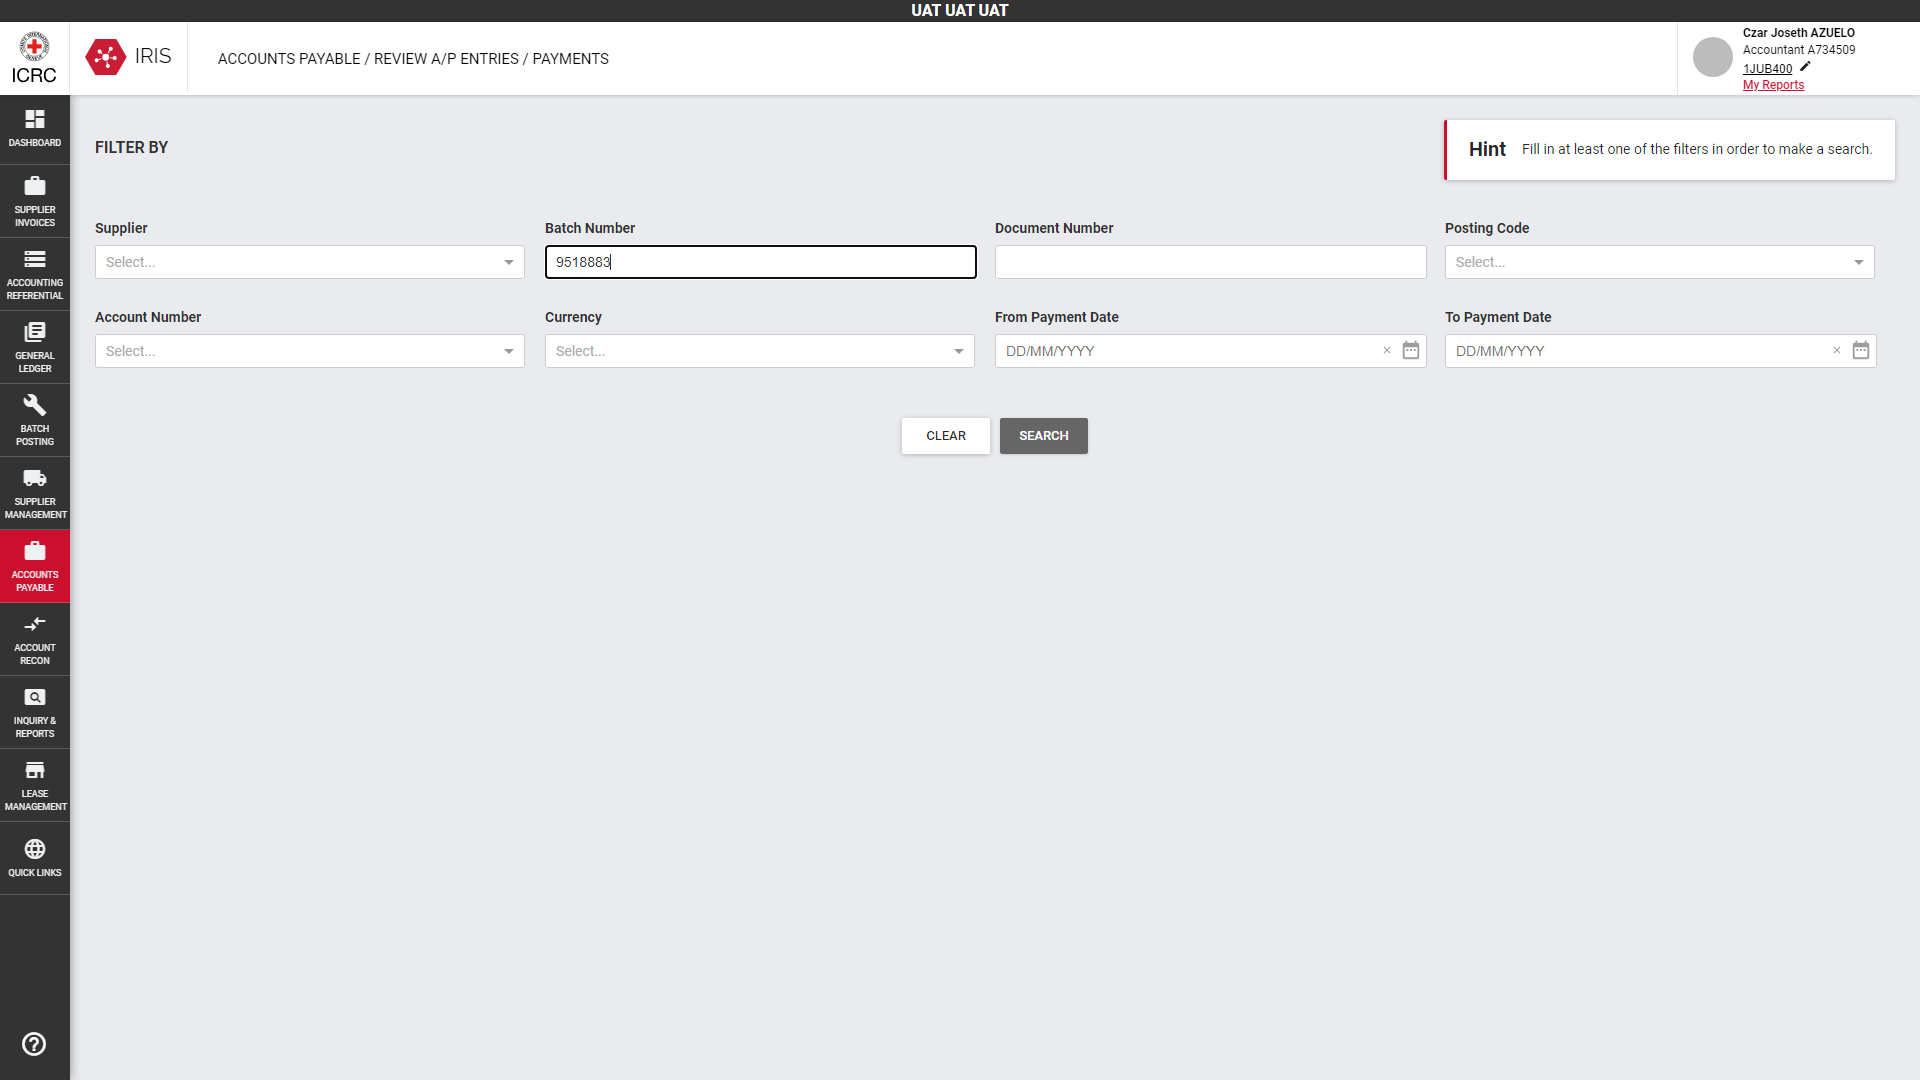 UAT UAT UAT
ICRC
IRIS
ACCOUNTS PAYABLE / REVIEW A/P ENTRIES / PAYMENTS
Czar Joseth AZUELO
Accountant A734509
1JUB400
My Reports
DASHBOARD
SUPPLIER
INVOICES
ACCOUNTING
REFERENTIAL
GENERAL
LEDGER
BATCH
POSTING
SUPPLIER
MANAGEMENT
ACCOUNTS
PAYABLE
ACCOUNT
RECON
INQUIRY &
REPORTS
LEASE
MANAGEMENT
QUICK LINKS
FILTER BY
Hint Fill in at least one of the filters in order to make a search.
Supplier Batch Number Document Number Posting Code
Select... 9518883 Select...
Account Number Currency From Payment Date To Payment Date
Select... Select... DD/MM/YYYY × DD/MM/YYYY ×
CLEAR SEARCH